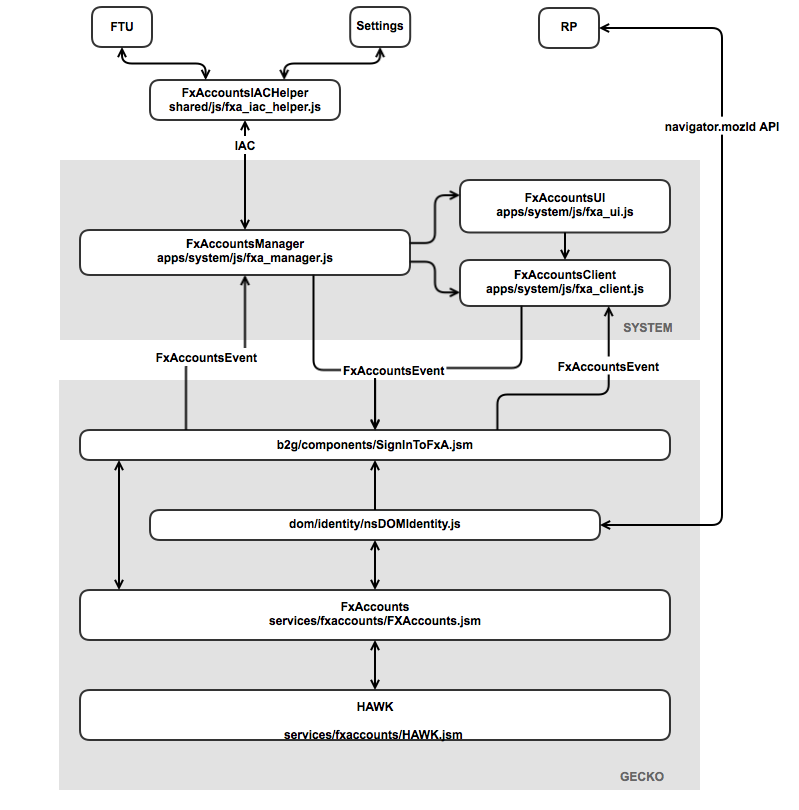 FTU
Settings
RP
FxAccountsIACHelper
shared/js/fxa_iac_helper.js
navigator.mozId API
IAC
FxAccountsUI
apps/system/js/fxa_ui.js
FxAccountsManager
apps/system/js/fxa_manager.js
FxAccountsClient
apps/system/js/fxa_client.js
SYSTEM
FxAccountsEvent
FxAccountsEvent
FxAccountsEvent
b2g/components/SignInToFxA.jsm
dom/identity/nsDOMIdentity.js
FxAccounts
services/fxaccounts/FXAccounts.jsm
HAWK
services/fxaccounts/HAWK.jsm
GECKO